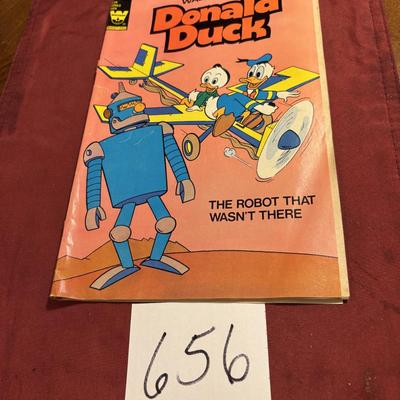 Donald
Duck
THE ROBOT THAT
WASN'T THERE
656